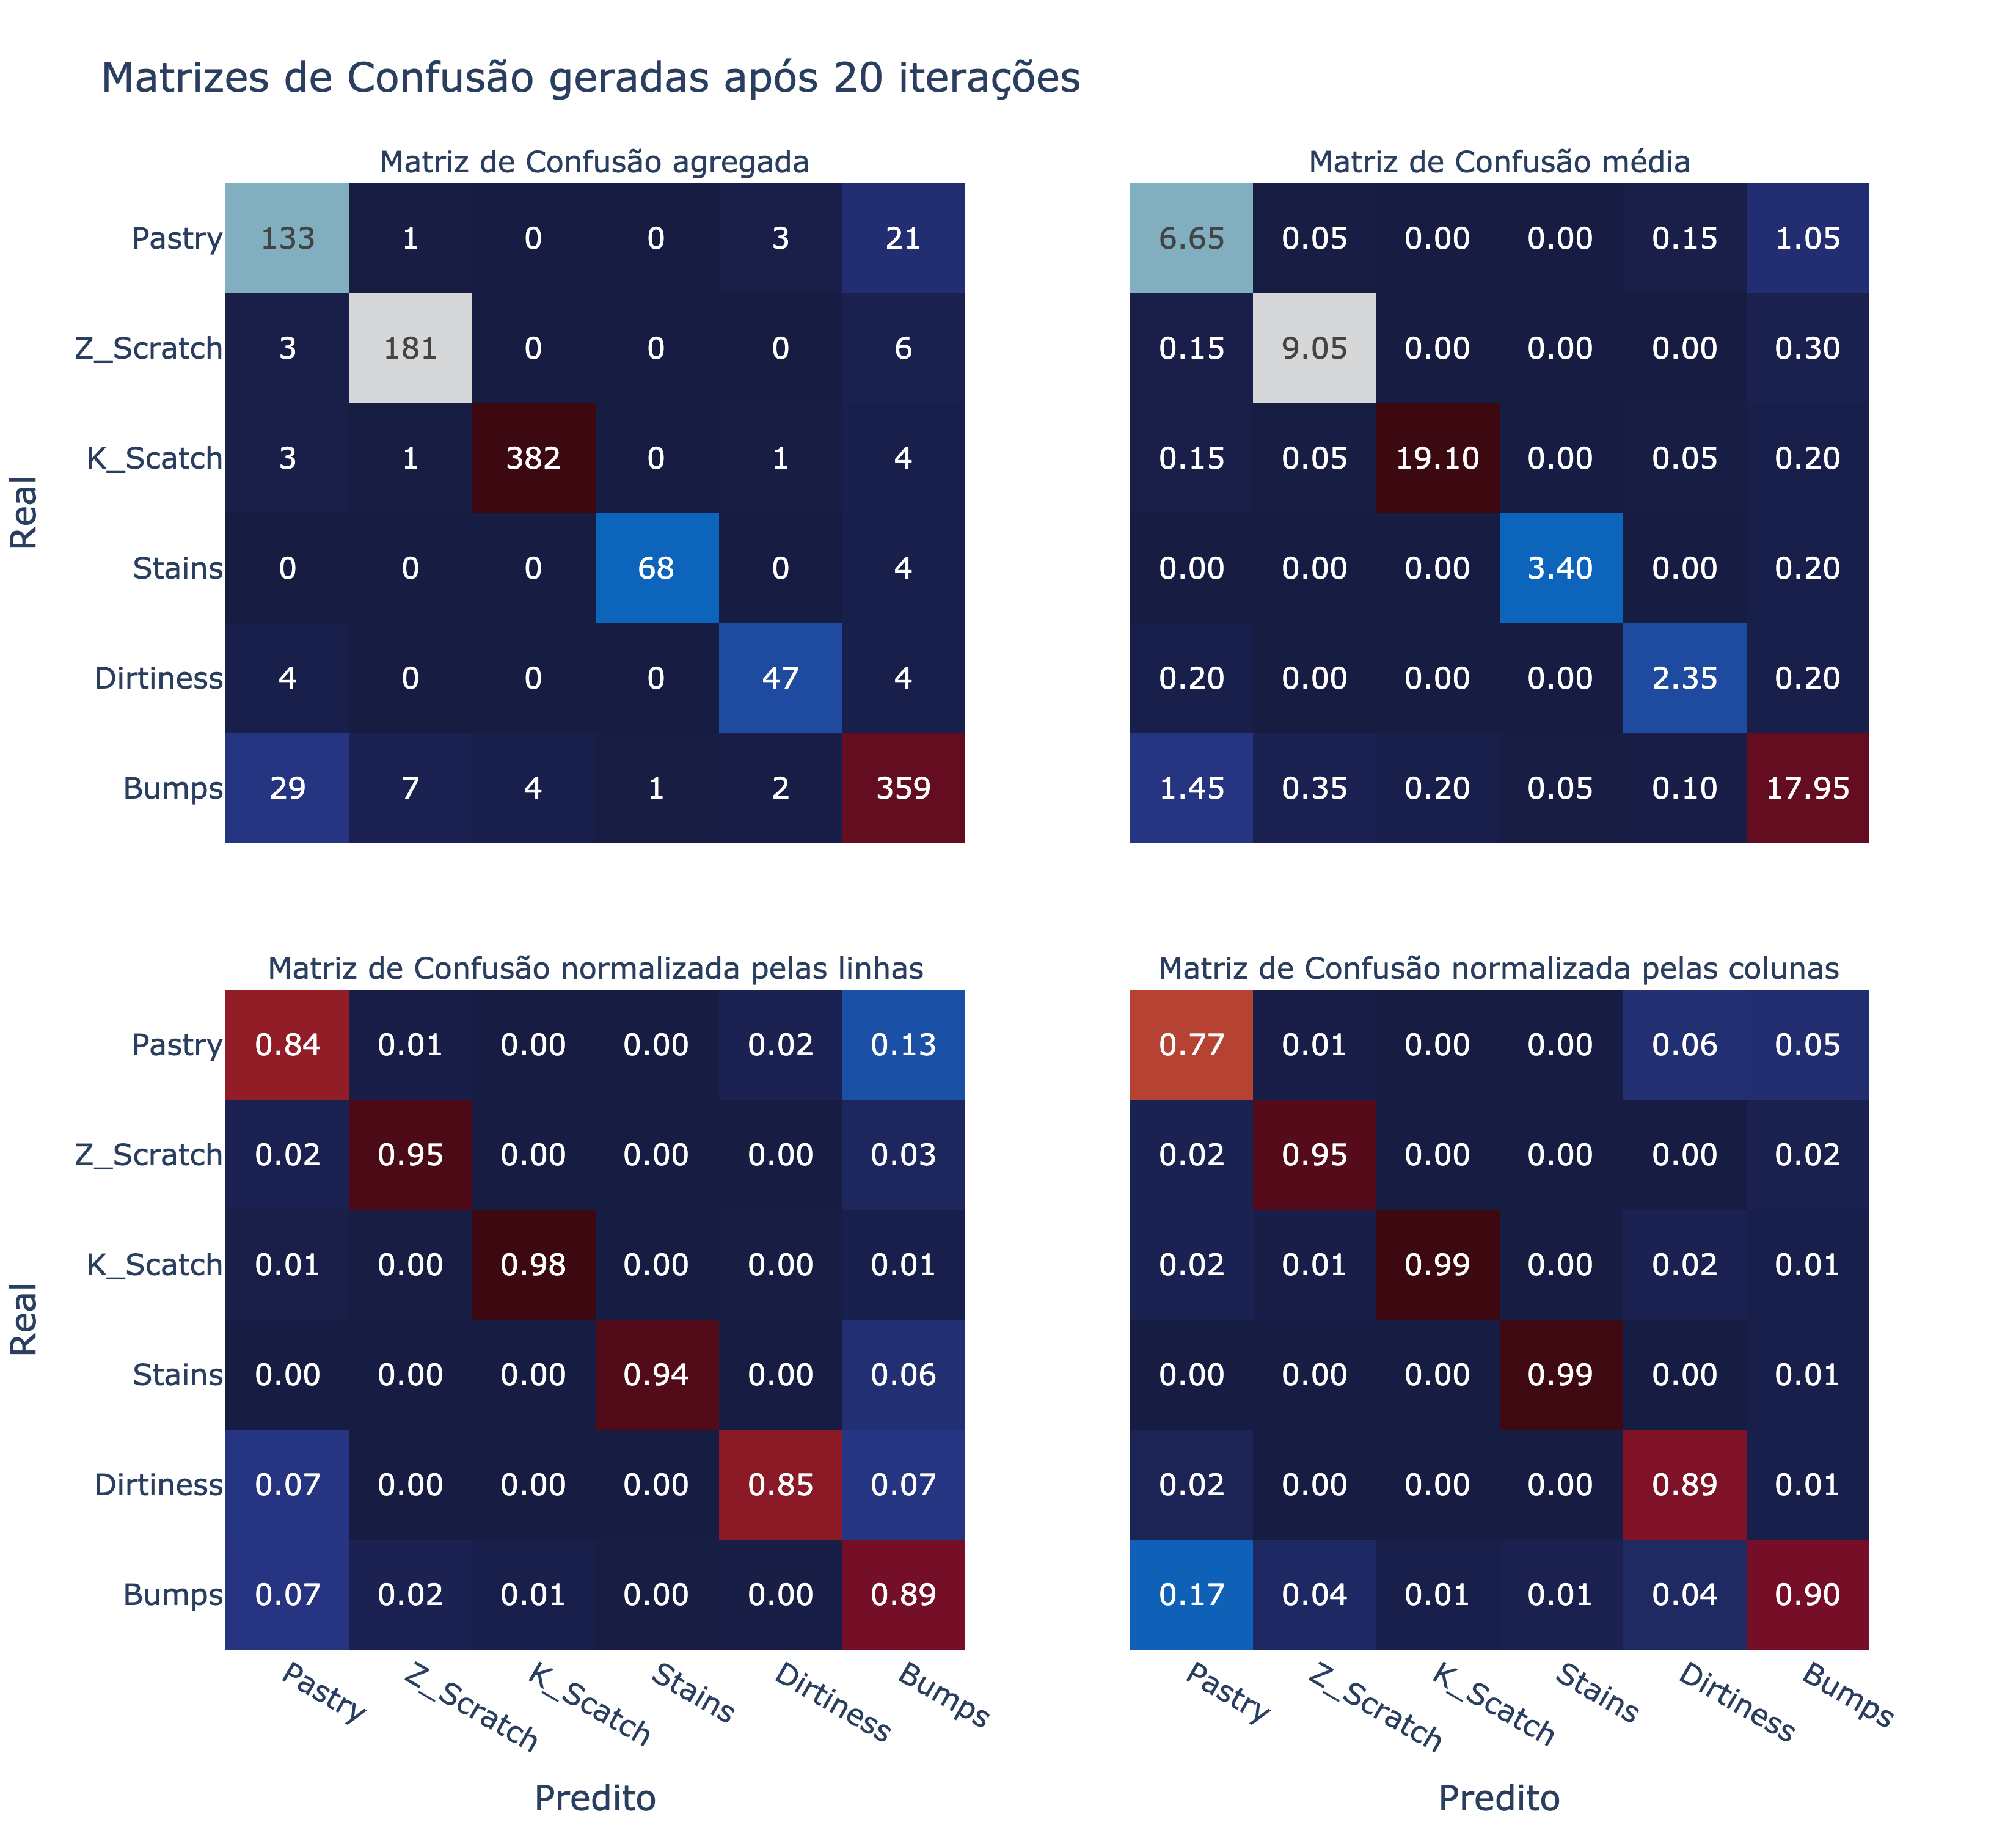 Matrizes de Confusão geradas após 20 iterações
Matriz de Confusão agregada
Real
Pastry 133 1 0 0 3 21
Z_Scratch 3 181 0 0 0 6
K_Scatch 3 1 382 0 1 4
Stains 0 0 0 68 0 4
Dirtiness 4 0 0 0 47 4
Bumps 29 7 4 1 2 359
Matriz de Confusão média
6.65 0.05 0.00 0.00 0.15 1.05
0.15 9.05 0.00 0.00 0.00 0.30
0.15 0.05 19.10 0.00 0.05 0.20
0.00 0.00 0.00 3.40 0.00 0.20
0.20 0.00 0.00 0.00 2.35 0.20
1.45 0.35 0.20 0.05 0.10 17.95
Matriz de Confusão normalizada pelas linhas
Real
Pastry 0.84 0.01 0.00 0.00 0.02 0.13
Z_Scratch 0.02 0.95 0.00 0.00 0.00 0.03
K_Scatch 0.01 0.00 0.98 0.00 0.00 0.01
Stains 0.00 0.00 0.00 0.94 0.00 0.06
Dirtiness 0.07 0.00 0.00 0.00 0.85 0.07
Bumps 0.07 0.02 0.01 0.00 0.00 0.89
Pastry Z_Scratch K_Scatch Stains Dirtiness Bumps
Predito
Matriz de Confusão normalizada pelas colunas
0.77 0.01 0.00 0.00 0.06 0.05
0.02 0.95 0.00 0.00 0.00 0.02
0.02 0.01 0.99 0.00 0.02 0.01
0.00 0.00 0.00 0.99 0.00 0.01
0.02 0.00 0.00 0.00 0.89 0.01
0.17 0.04 0.01 0.01 0.04 0.90
Pastry Z_Scratch K_Scatch Stains Dirtiness Bumps
Predito